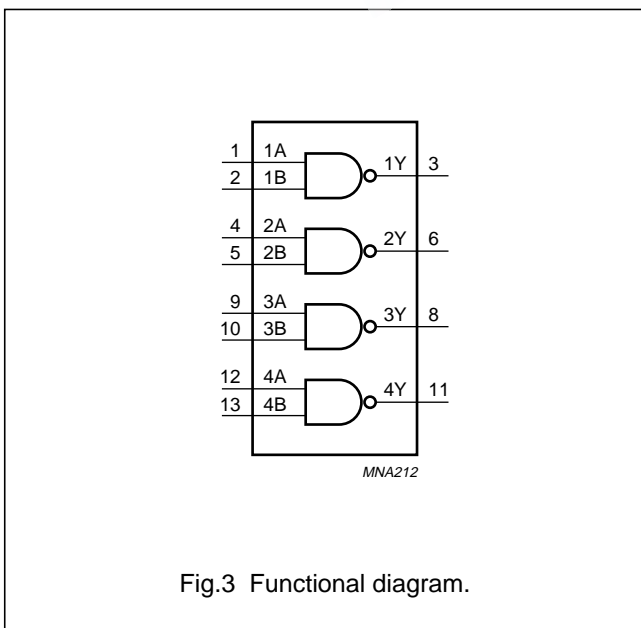 1 1A 1Y 3
2 1B
4 2A 2Y 6
5 2B
9 3A 3Y 8
10 3B
12 4A 4Y 11
13 4B
MNA212
Fig.3 Functional diagram.